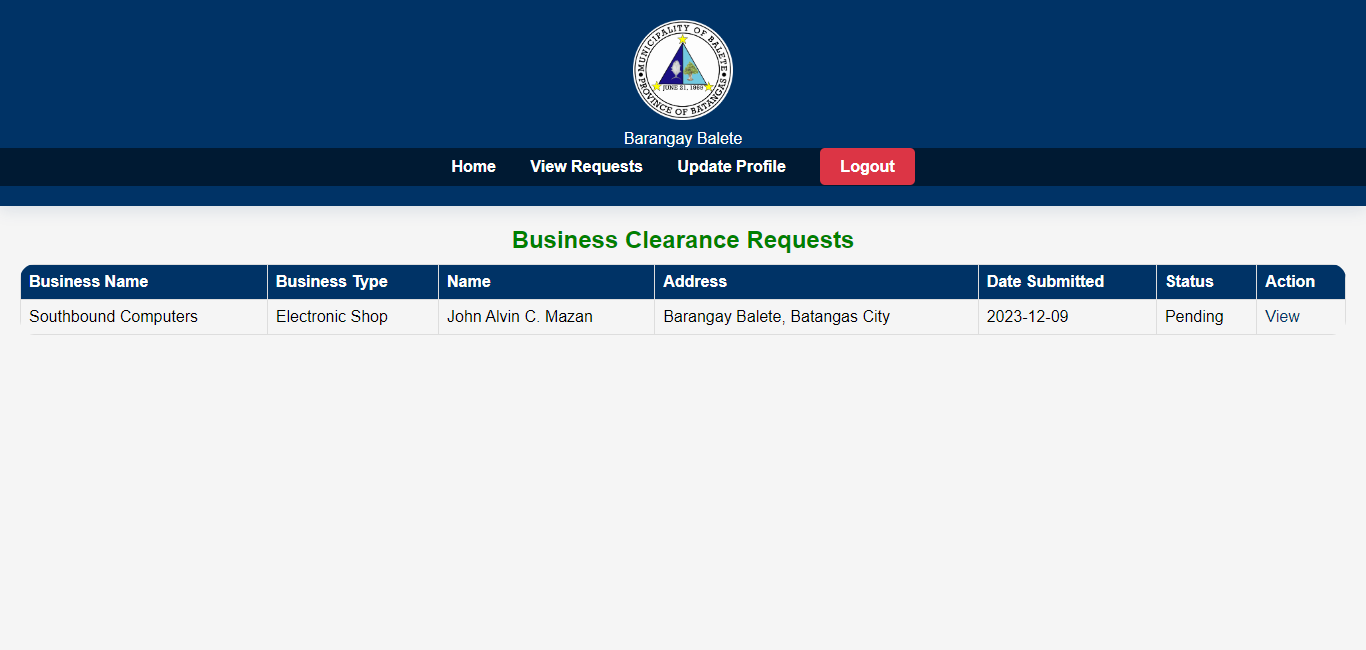 MUNICIPALITY OF BALETE
JUNE 21, 1969
PROVINCE OF BATANGAS
Barangay Balete
Home View Requests Update Profile Logout
Business Clearance Requests
Business Name Business Type Name Address Date Submitted Status Action
Southbound Computers Electronic Shop John Alvin C. Mazan Barangay Balete, Batangas City 2023-12-09 Pending View